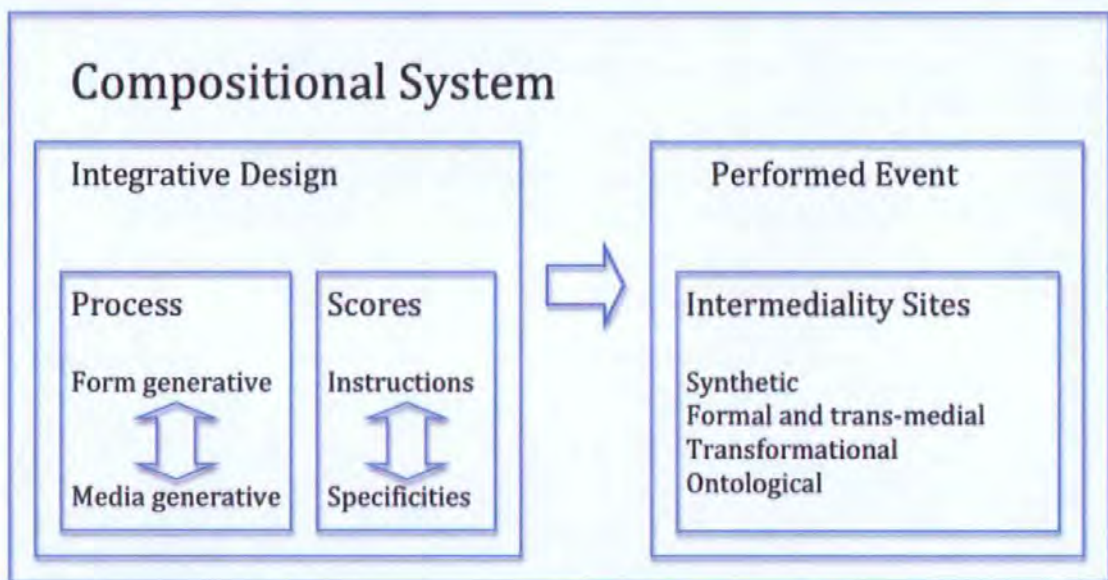 Compositional System
Integrative Design
Process
Form generative
Media generative
Scores
Instructions
Specificities
Performed Event
Intermediality Sites
Synthetic
Formal and trans-medial
Transformational
Ontological